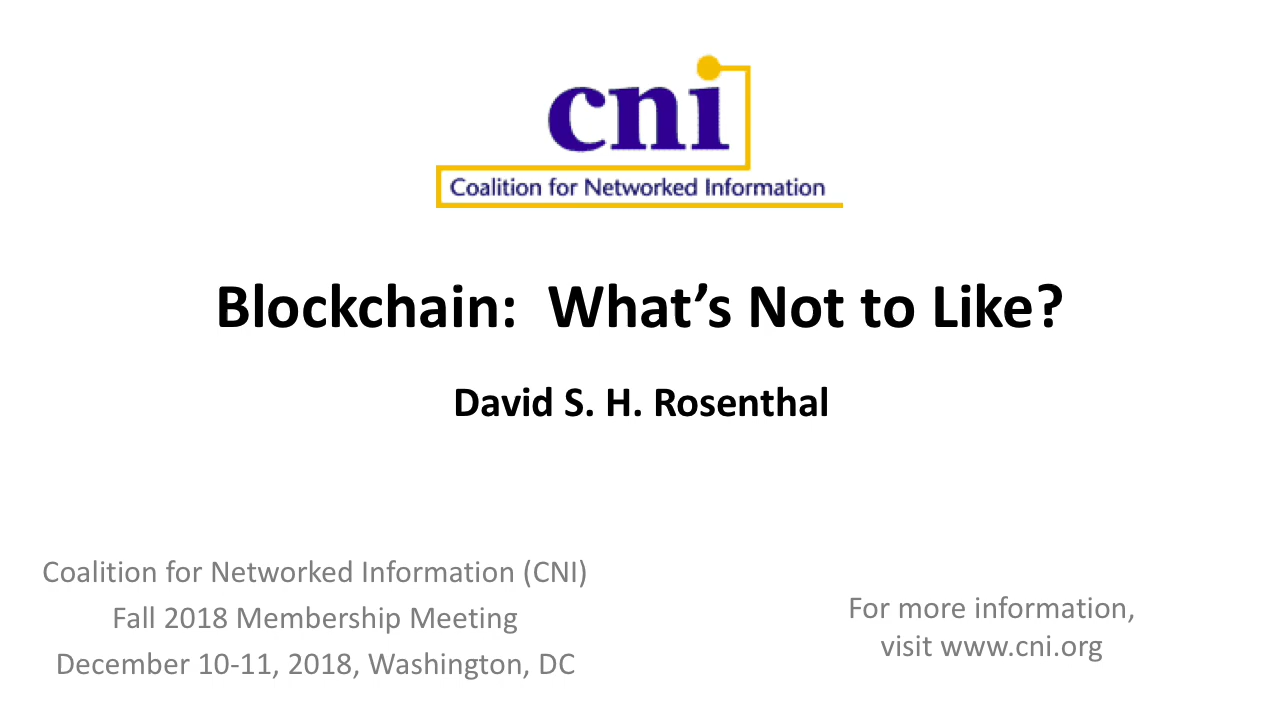 cni
Coalition for Networked Information
Blockchain:  What’s Not to Like?
David S. H. Rosenthal
Coalition for Networked Information (CNI)
Fall 2018 Membership Meeting
December 10-11, 2018, Washington, DC
For more information,
visit www.cni.org